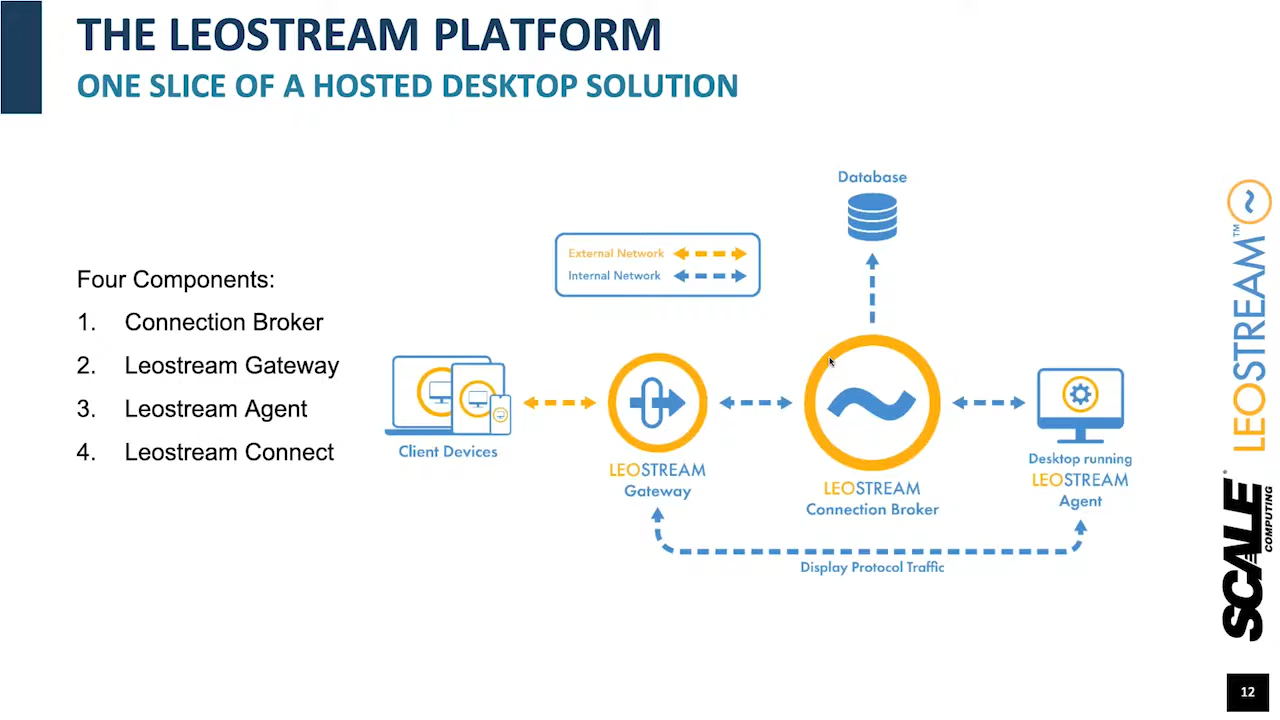 THE LEOSTREAM PLATFORM
ONE SLICE OF A HOSTED DESKTOP SOLUTION
Four Components:
1. Connection Broker
2. Leostream Gateway
3. Leostream Agent
4. Leostream Connect
External Network
Internal Network
Database
Client Devices
LEOSTREAM
Gateway
LEOSTREAM
Connection Broker
Desktop running
LEOSTREAM
Agent
Display Protocol Traffic
LEOSTREAM™
SCALE®
COMPUTING
12